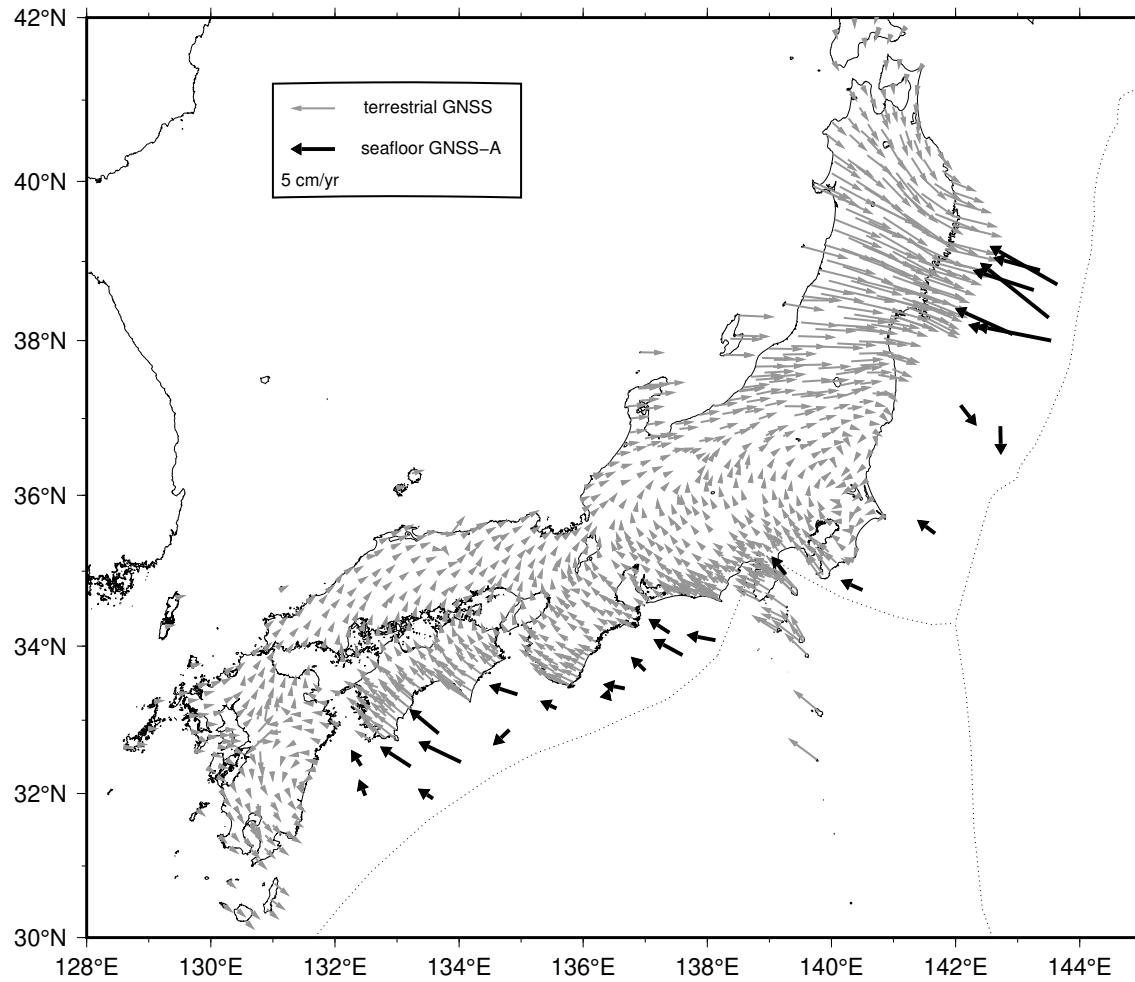 42°N
terrestrial GNSS
seafloor GNSS−A
5 cm/yr
40°N
38°N
36°N
34°N
32°N
30°N
128°E 130°E 132°E 134°E 136°E 138°E 140°E 142°E 144°E